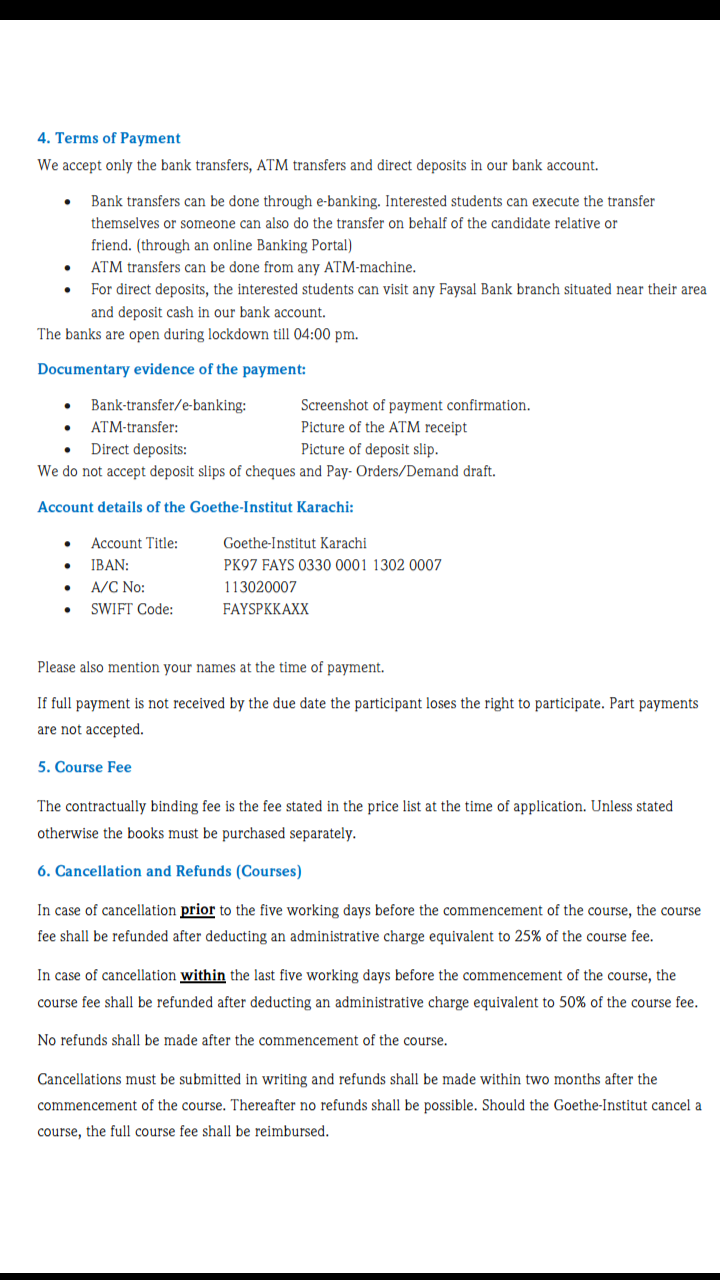 4. Terms of Payment
We accept only the bank transfers, ATM transfers and direct deposits in our bank account.
• Bank transfers can be done through e-banking. Interested students can execute the transfer
themselves or someone can also do the transfer on behalf of the candidate relative or
friend. (through an online Banking Portal)
• ATM transfers can be done from any ATM-machine.
• For direct deposits, the interested students can visit any Faysal Bank branch situated near their area
and deposit cash in our bank account.
The banks are open during lockdown till 04:00 pm.
Documentary evidence of the payment:
• Bank-transfer/e-banking: Screenshot of payment confirmation.
• ATM-transfer: Picture of the ATM receipt
• Direct deposits: Picture of deposit slip.
We do not accept deposit slips of cheques and Pay- Orders/Demand draft.
Account details of the Goethe-Institut Karachi:
• Account Title: Goethe-Institut Karachi
• IBAN: PK97 FAYS 0330 0001 1302 0007
• A/C No: 113020007
• SWIFT Code: FAYSPKKAXX
Please also mention your names at the time of payment.
If full payment is not received by the due date the participant loses the right to participate. Part payments
are not accepted.
5. Course Fee
The contractually binding fee is the fee stated in the price list at the time of application. Unless stated
otherwise the books must be purchased separately.
6. Cancellation and Refunds (Courses)
In case of cancellation prior to the five working days before the commencement of the course, the course
fee shall be refunded after deducting an administrative charge equivalent to 25% of the course fee.
In case of cancellation within the last five working days before the commencement of the course, the
course fee shall be refunded after deducting an administrative charge equivalent to 50% of the course fee.
No refunds shall be made after the commencement of the course.
Cancellations must be submitted in writing and refunds shall be made within two months after the
commencement of the course. Thereafter no refunds shall be possible. Should the Goethe-Institut cancel a
course, the full course fee shall be reimbursed.